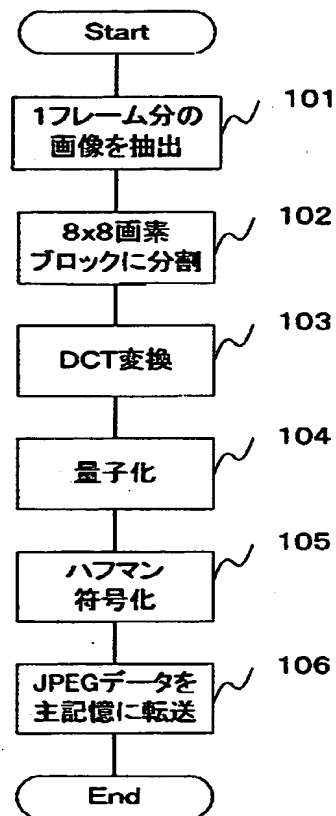 Start
101
1フレーム分の
画像を抽出
102
8x8画素
ブロックに分割
103
DCT変換
104
量子化
105
ハフマン
符号化
106
JPEGデータを
主記憶に転送
End